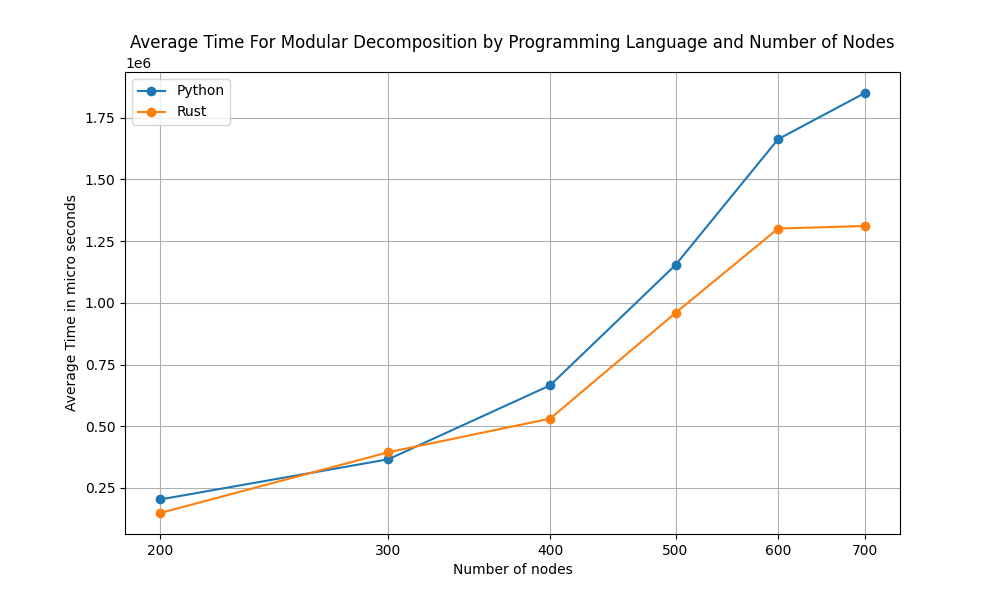 Average Time For Modular Decomposition by Programming Language and Number of Nodes
1e6
Python
Rust
1.75
1.50
1.25
1.00
0.75
0.50
0.25
Average Time in micro seconds
200 300 400 500 600 700
Number of nodes